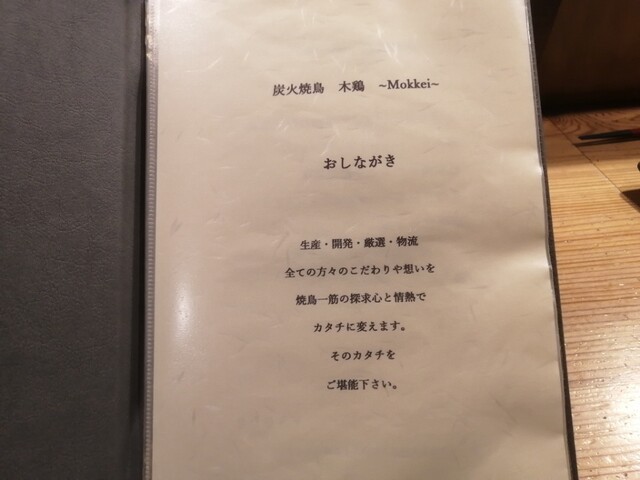 炭火焼鳥　木鶏　~Mokkei~
おしながき
生産・開発・厳選・物流
全ての方々のこだわりや想いを
焼鳥一筋の探求心と情熱で
カタチに変えます。
そのカタチを
ご堪能下さい。